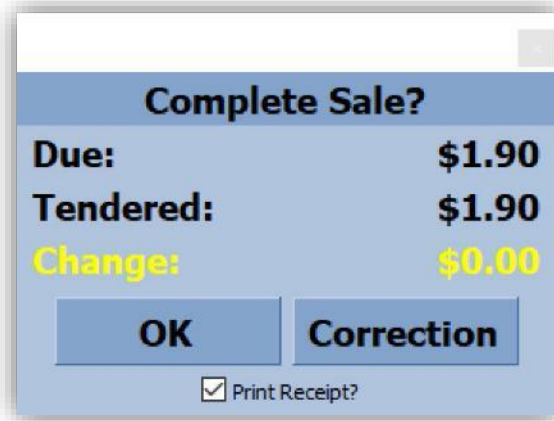 Complete Sale?
Due: $1.90
Tendered: $1.90
Change: $0.00
OK Correction
Print Receipt?